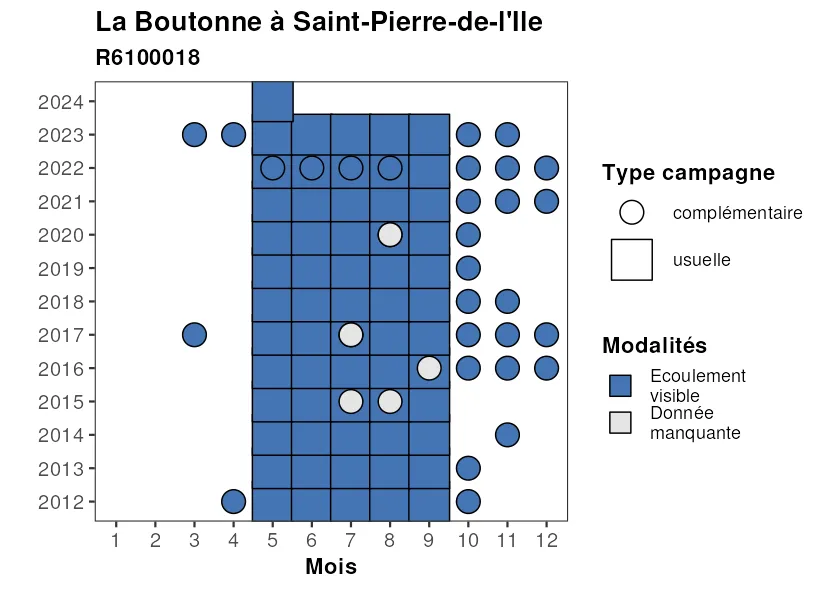 La Boutonne à Saint-Pierre-de-l'Ile
R6100018
2024
2023
2022
2021
2020
2019
2018
2017
2016
2015
2014
2013
2012
1 2 3 4 5 6 7 8 9 10 11 12
Mois
Type campagne
complémentaire
usuelle
Modalités
Ecoulement
visible
Donnée
manquante